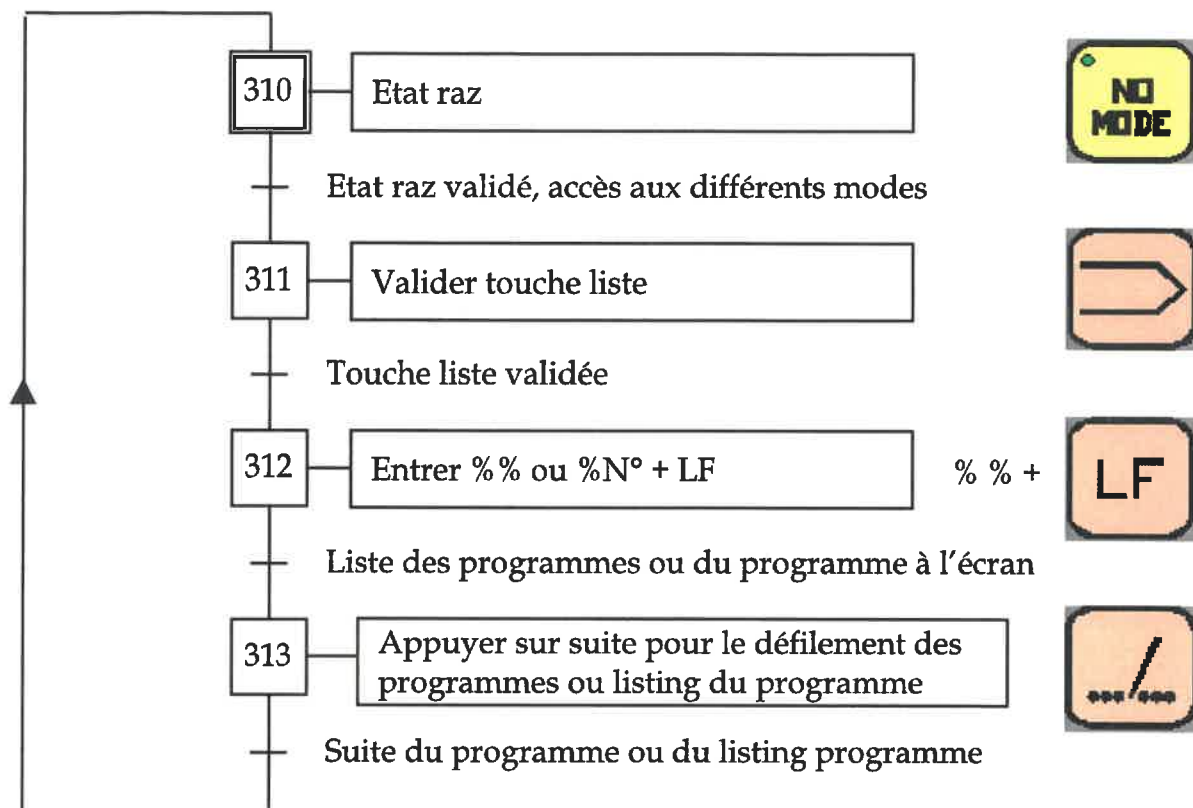 310 Etat raz
NO
MODE
Etat raz validé, accès aux différents modes
311 Valider touche liste
Touche liste validée
312 Entrer %% ou %N° + LF % % + LF
Liste des programmes ou du programme à l'écran
313 Appuyer sur suite pour le défilement des
programmes ou listing du programme
.../...
Suite du programme ou du listing programme